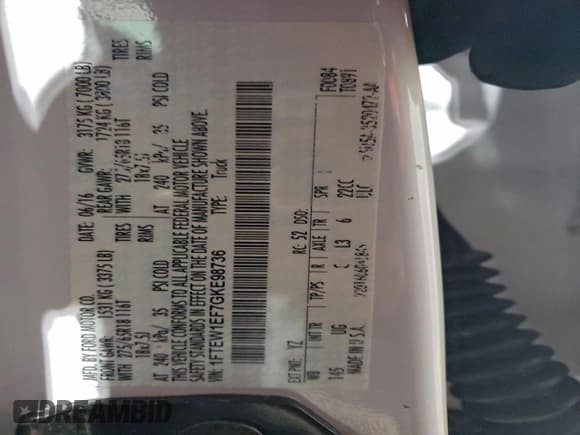 MFD. BY FORD MOTOR CO.
DATE: 06/16 GVWR: 3175 KG ( 7000 LB)
FRONT GAWR: 1531 KG ( 3375 LB) REAR GAWR: 1724 KG ( 3800 LB)
WITH 275/65R18 116T TIRES WITH 275/65R18 116T TIRES
18x7.5J RIMS 18x7.5J RIMS
AT 240 kPa/ 35 PSI COLD AT 240 kPa/ 35 PSI COLD
THIS VEHICLE CONFORMS TO ALL APPLICABLE FEDERAL MOTOR VEHICLE
SAFETY STANDARDS IN EFFECT ON THE DATE OF MANUFACTURE SHOWN ABOVE.
VIN: 1FTEW1EF7GKE98736 TYPE: Truck
EXT PNT: YZ RC: 52 DSO: F0084
WB INT TR TP/PS R AXLE TR SPR T0891
145 UG C L3 6 22CC
MADE IN U.S.A. ULC
DREAMBID